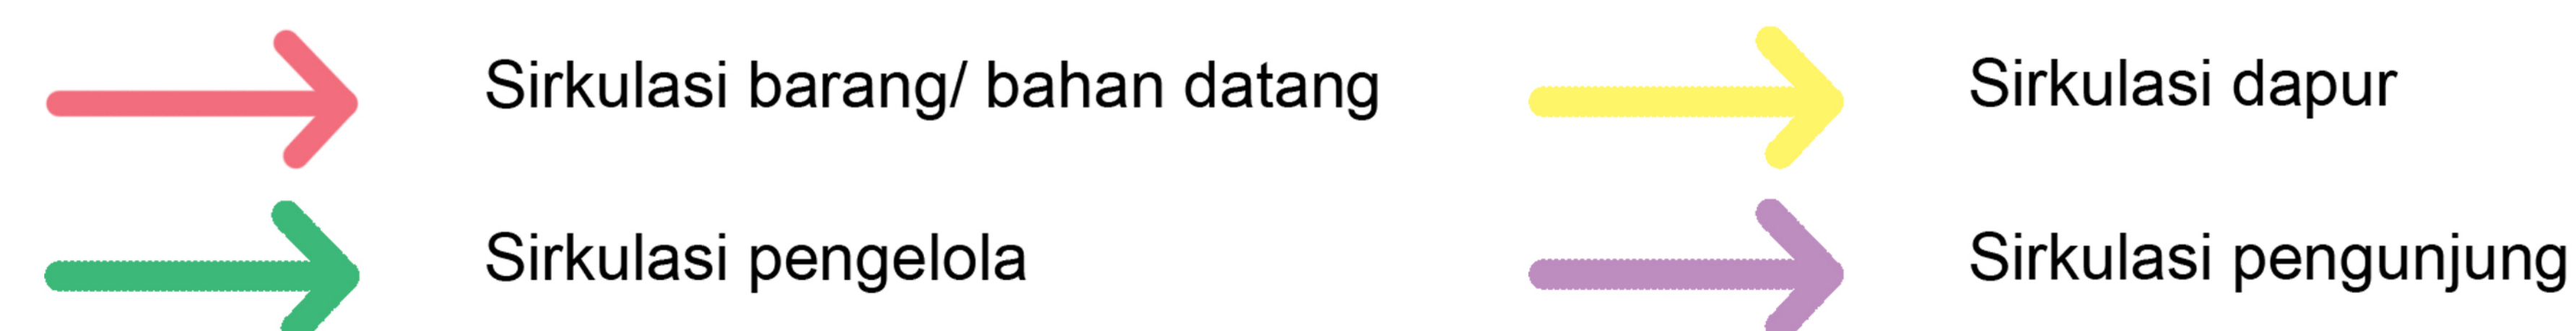 Sirkulasi barang/ bahan datang
Sirkulasi dapur
Sirkulasi pengelola
Sirkulasi pengunjung